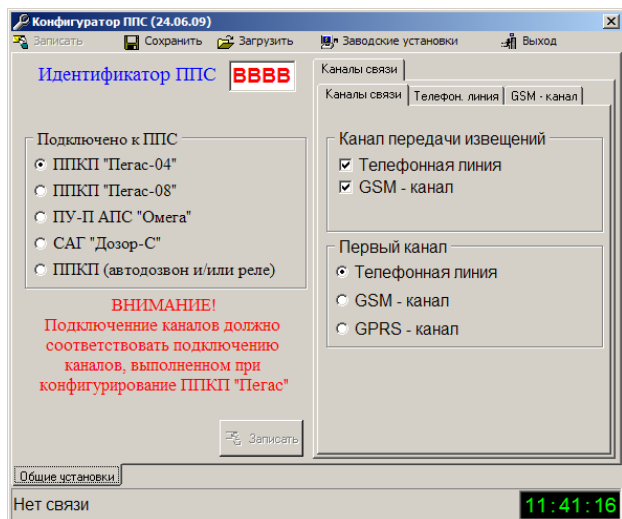 Конфигуратор ППС (24.06.09)
Записать Сохранить Загрузить Заводские установки Выход
Идентификатор ППС BBBB
Каналы связи
Каналы связи Телефон. линия GSM - канал
Подключено к ППС
ППКП "Пегас-04"
ППКП "Пегас-08"
ПУ-П АПС "Омега"
САГ "Дозор-С"
ППКП (автодозвон и/или реле)
ВНИМАНИЕ!
Подключенние каналов должно
соответствовать подключению
каналов, выполненном при
конфигурирование ППКП "Пегас"
Записать
Канал передачи извещений
Телефонная линия
GSM - канал
Первый канал
Телефонная линия
GSM - канал
GPRS - канал
Общие установки
Нет связи 11:41:16